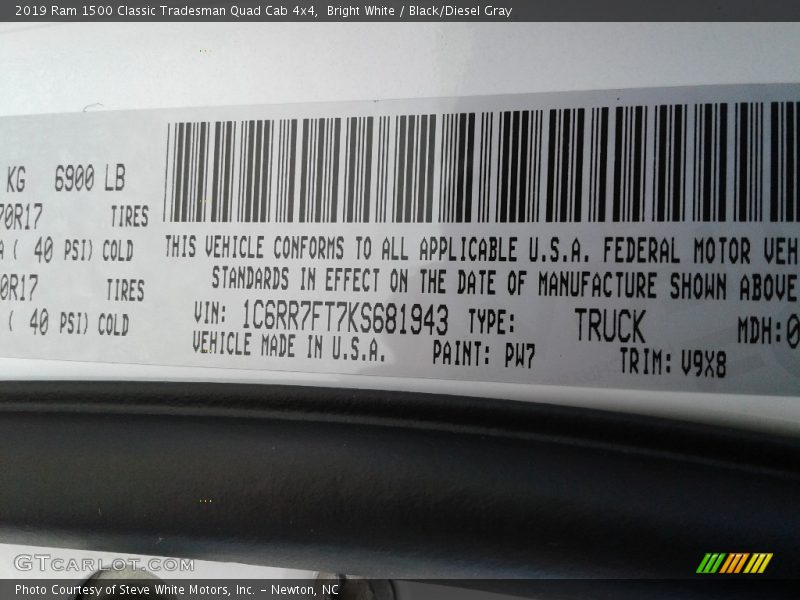 2019 Ram 1500 Classic Tradesman Quad Cab 4x4,  Bright White / Black/Diesel Gray
KG 6900 LB
70R17 TIRES
A ( 40 PSI) COLD
0R17 TIRES
( 40 PSI) COLD
THIS VEHICLE CONFORMS TO ALL APPLICABLE U.S.A. FEDERAL MOTOR VEH
STANDARDS IN EFFECT ON THE DATE OF MANUFACTURE SHOWN ABOVE
VIN: 1C6RR7FT7KS681943 TYPE: TRUCK MDH:0
VEHICLE MADE IN U.S.A. PAINT: PW7 TRIM: V9X8
GTcarlot.com
Photo Courtesy of Steve White Motors, Inc. – Newton, NC